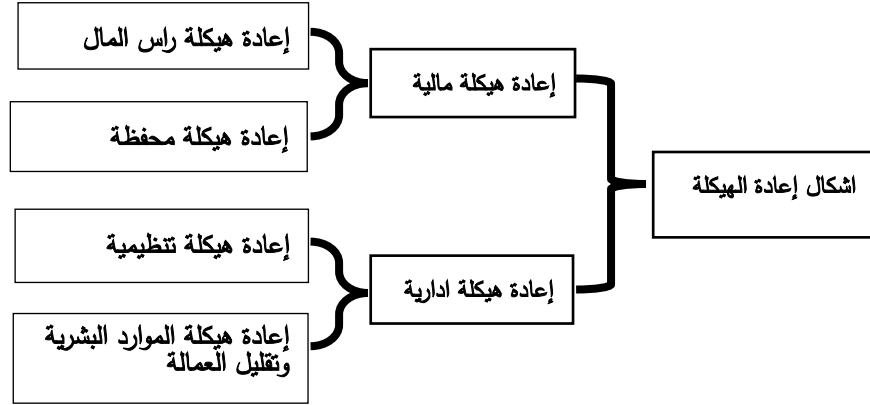 اشكال إعادة الهيكلة
إعادة هيكلة مالية
إعادة هيكلة راس المال
إعادة هيكلة محفظة
إعادة هيكلة ادارية
إعادة هيكلة تنظيمية
إعادة هيكلة الموارد البشرية
وتقليل العمالة